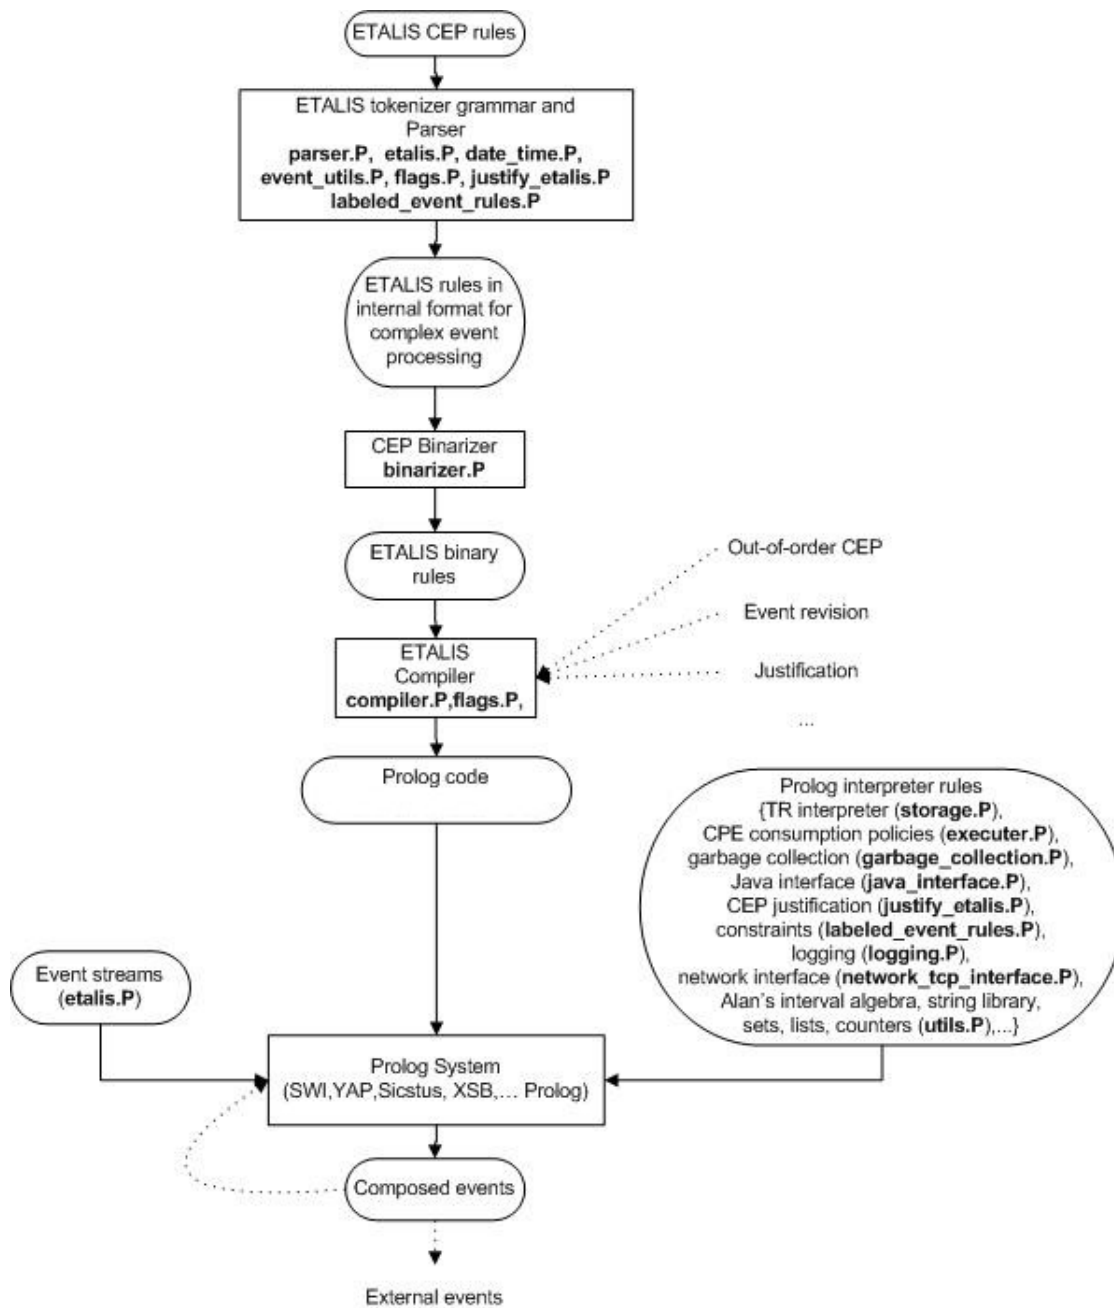 ETALIS CEP rules
ETALIS tokenizer grammar and
Parser
parser.P, etalis.P, date_time.P,
event_utils.P, flags.P, justify_etalis.P
labeled_event_rules.P
ETALIS rules in
internal format for
complex event
processing
CEP Binarizer
binarizer.P
ETALIS binary
rules
Out-of-order CEP
Event revision
Justification
...
ETALIS
Compiler
compiler.P,flags.P,
Prolog code
Prolog interpreter rules
{TR interpreter (storage.P),
CPE consumption policies (executer.P),
garbage collection (garbage_collection.P),
Java interface (java_interface.P),
CEP justification (justify_etalis.P),
constraints (labeled_event_rules.P),
logging (logging.P),
network interface (network_tcp_interface.P),
Alan's interval algebra, string library,
sets, lists, counters (utils.P),...}
Event streams
(etalis.P)
Prolog System
(SWI,YAP,Sicstus, XSB,... Prolog)
Composed events
External events